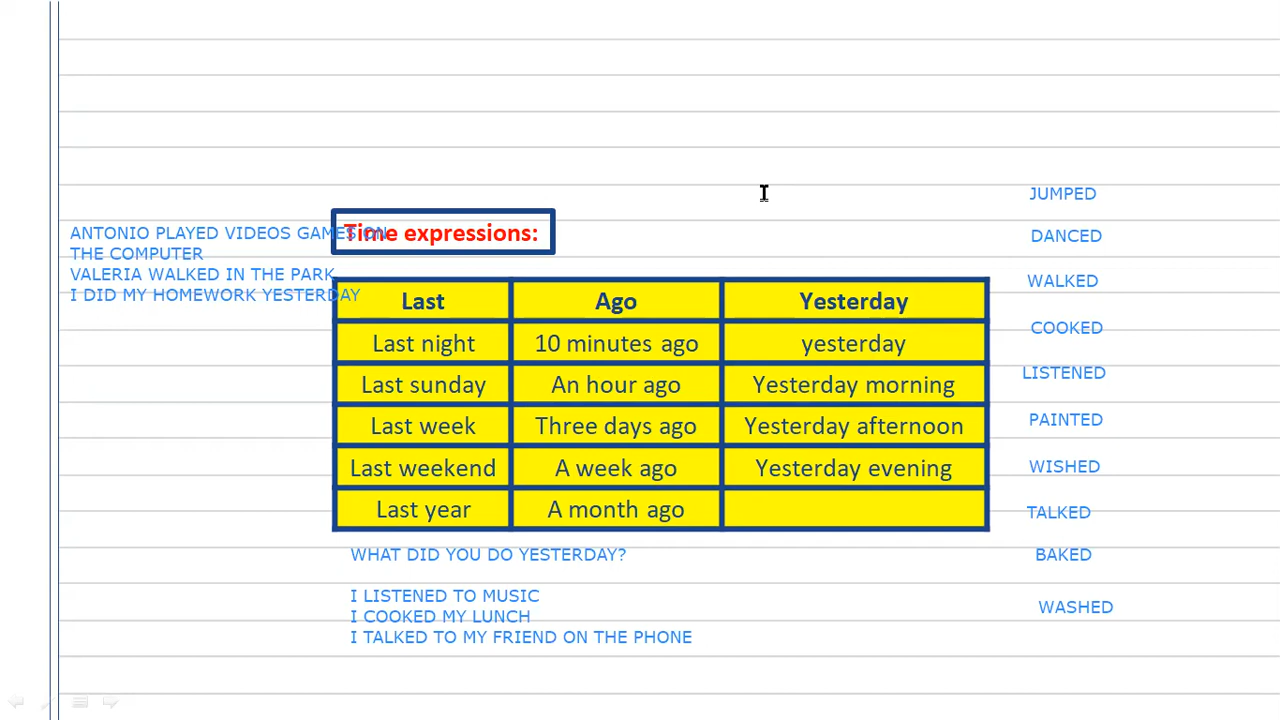 ANTONIO PLAYED VIDEOS GAMES ON
THE COMPUTER
VALERIA WALKED IN THE PARK
I DID MY HOMEWORK YESTERDAY
Time expressions:
Last Ago Yesterday
Last night 10 minutes ago yesterday
Last sunday An hour ago Yesterday morning
Last week Three days ago Yesterday afternoon
Last weekend A week ago Yesterday evening
Last year A month ago
WHAT DID YOU DO YESTERDAY?
I LISTENED TO MUSIC
I COOKED MY LUNCH
I TALKED TO MY FRIEND ON THE PHONE
JUMPED
DANCED
WALKED
COOKED
LISTENED
PAINTED
WISHED
TALKED
BAKED
WASHED